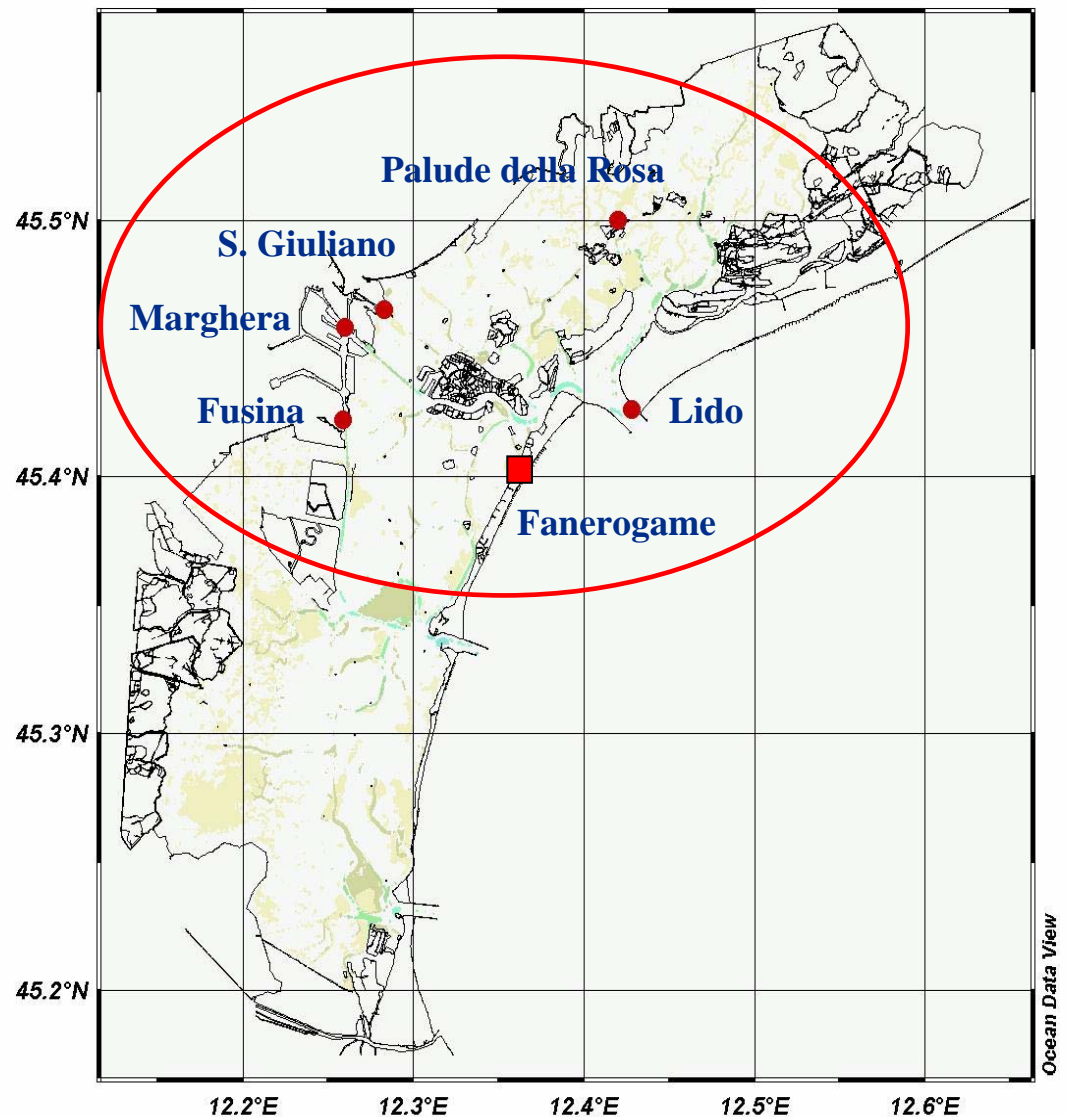 Palude della Rosa
45.5°N
S. Giuliano
Marghera
Fusina
Lido
45.4°N
Fanerogame
45.3°N
45.2°N
Ocean Data View
12.2°E 12.3°E 12.4°E 12.5°E 12.6°E